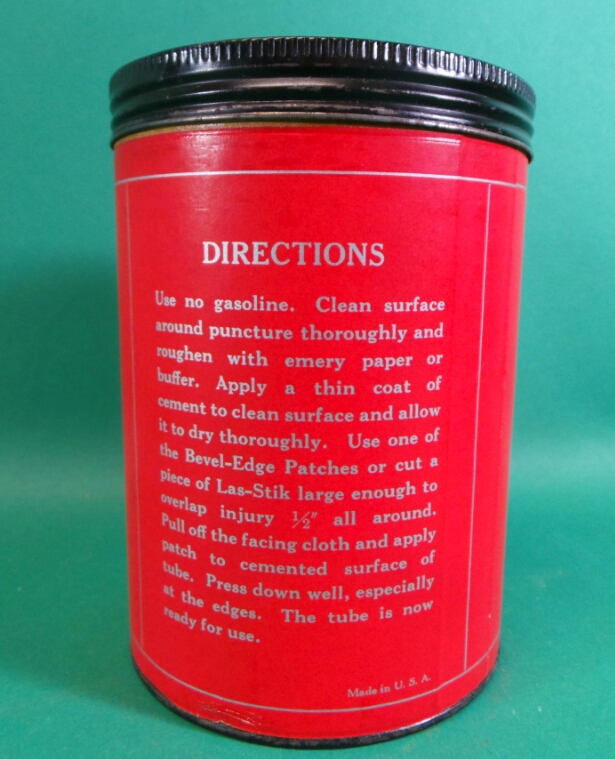 DIRECTIONS
Use no gasoline. Clean surface
around puncture thoroughly and
roughen with emery paper or
buffer. Apply a thin coat of
cement to clean surface and allow
it to dry thoroughly. Use one of
the Bevel-Edge Patches or cut a
piece of Las-Stik large enough to
overlap injury ½″ all around.
Pull off the facing cloth and apply
patch to cemented surface of
tube. Press down well, especially
at the edges. The tube is now
ready for use.
Made in U. S. A.